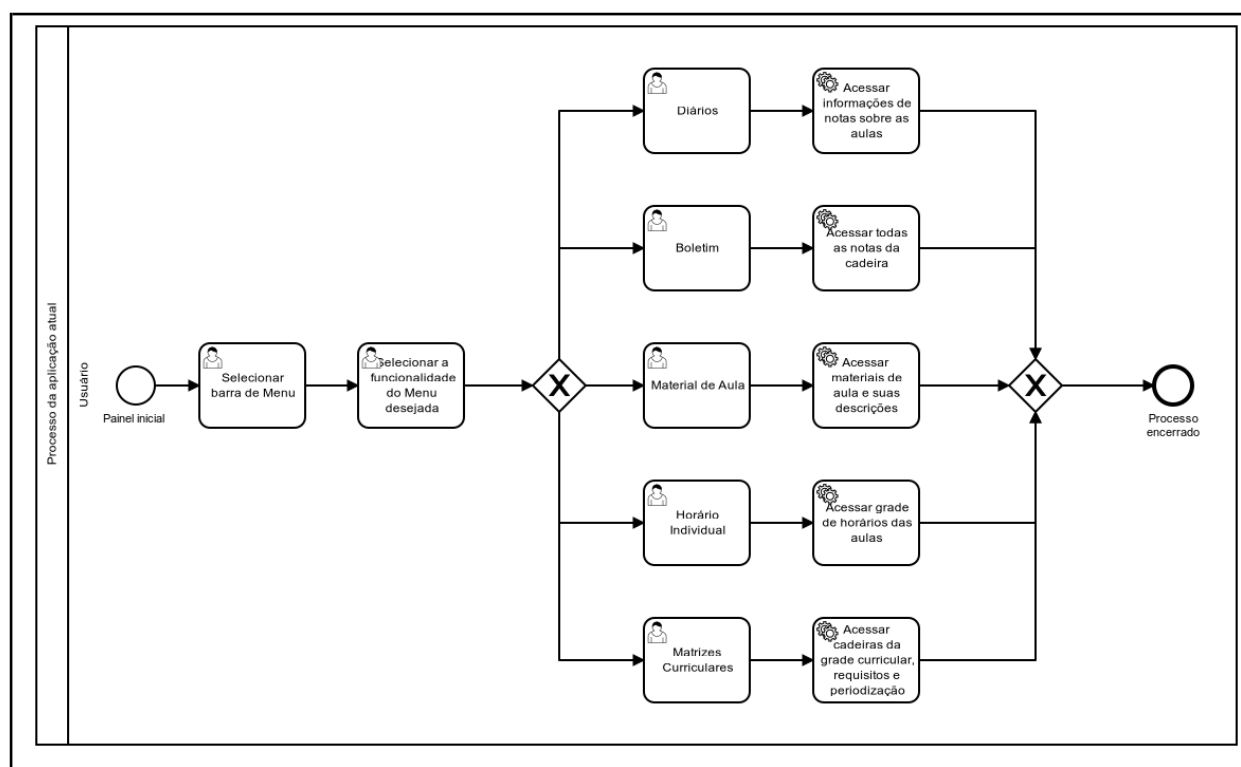 Processo da aplicação atual
Usuário
Painel inicial
Selecionar
barra de Menu
Selecionar a
funcionalidade
do Menu
desejada
X
Diários
Acessar
informações de
notas sobre as
aulas
Boletim
Acessar todas
as notas da
cadeira
Material de Aula
Acessar
materiais de
aula e suas
descrições
Horário
Individual
Acessar grade
de horários das
aulas
Matrizes
Curriculares
Acessar
cadeiras da
grade curricular,
requisitos e
periodização
X
Processo
encerrado